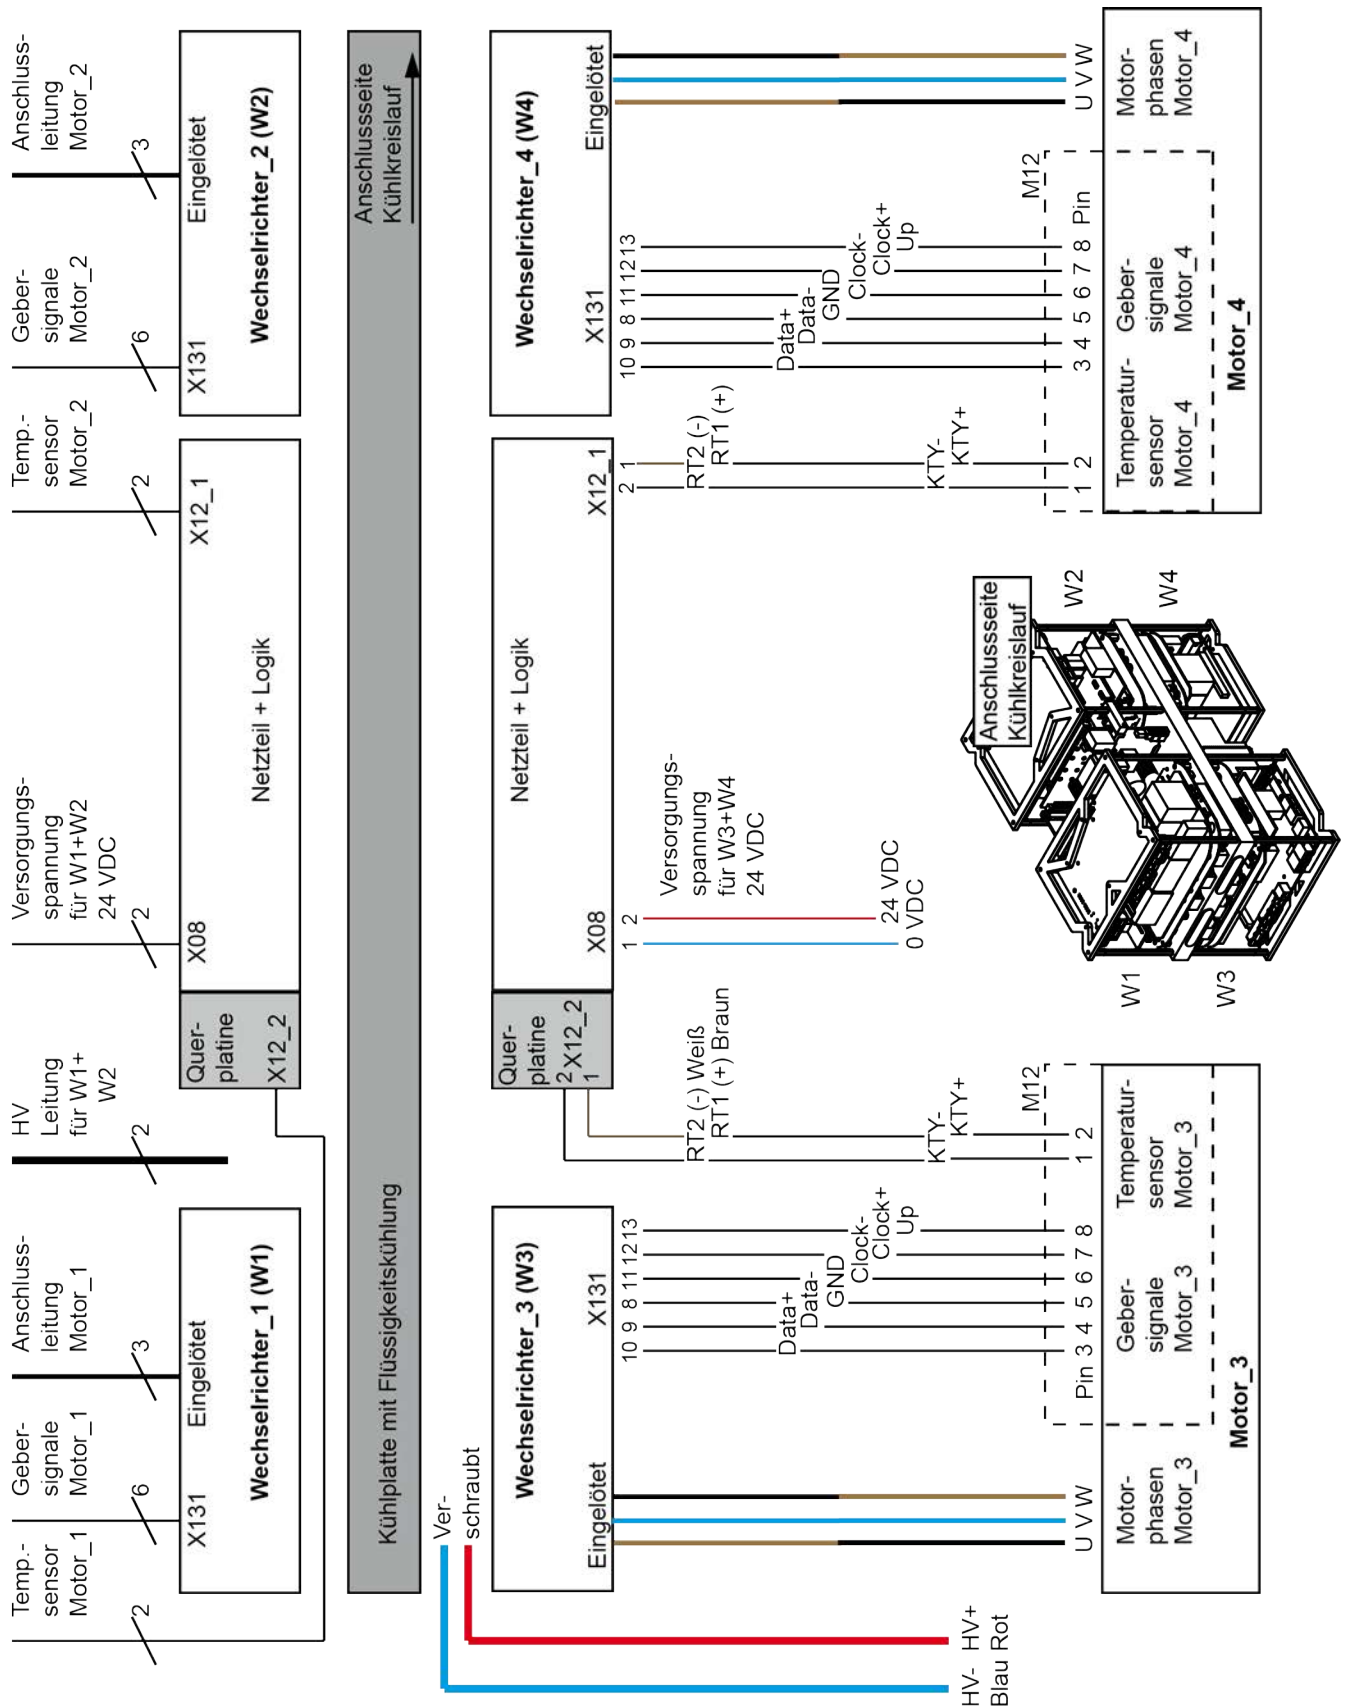 Temp.-
sensor
Motor_1
2
Geber-
signale
Motor_1
6
Anschluss-
leitung
Motor_1
3
HV
Leitung
für W1+
W2
2
Versorgungs-
spannung
für W1+W2
24 VDC
2
Temp.-
sensor
Motor_2
2
Geber-
signale
Motor_2
6
Anschluss-
leitung
Motor_2
3
X131
Eingelötet
Wechselrichter_1 (W1)
Quer-
platine
X12_2
X08
X12_1
Netzteil + Logik
X131
Eingelötet
Wechselrichter_2 (W2)
Kühlplatte mit Flüssigkeitskühlung
Anschlussseite
Kühlkreislauf
Ver-
schraubt
HV- HV+
Blau Rot
Wechselrichter_3 (W3)
Eingelötet
X131
10 9 8 11 12 13
Quer-
platine
2 X12_2
1
Netzteil + Logik
X08
1 2
X12_1
2 1
Wechselrichter_4 (W4)
X131
Eingelötet
10 9 8 11 12 13
Data+
Data-
GND
Clock-
Clock+
Up
RT2 (-) Weiß
RT1 (+) Braun
KTY-
KTY+
Versorgungs-
spannung
für W3+W4
24 VDC
24 VDC
0 VDC
RT2 (-)
RT1 (+)
KTY-
KTY+
Data+
Data-
GND
Clock-
Clock+
Up
U V W
Pin 3 4 5 6 7 8
1 2
M12
Motor-
phasen
Motor_3
Geber-
signale
Motor_3
Temperatur-
sensor
Motor_3
Motor_3
Anschlussseite
Kühlkreislauf
W1
W2
W3
W4
M12
1 2
3 4 5 6 7 8 Pin
U V W
Temperatur-
sensor
Motor_4
Geber-
signale
Motor_4
Motor-
phasen
Motor_4
Motor_4